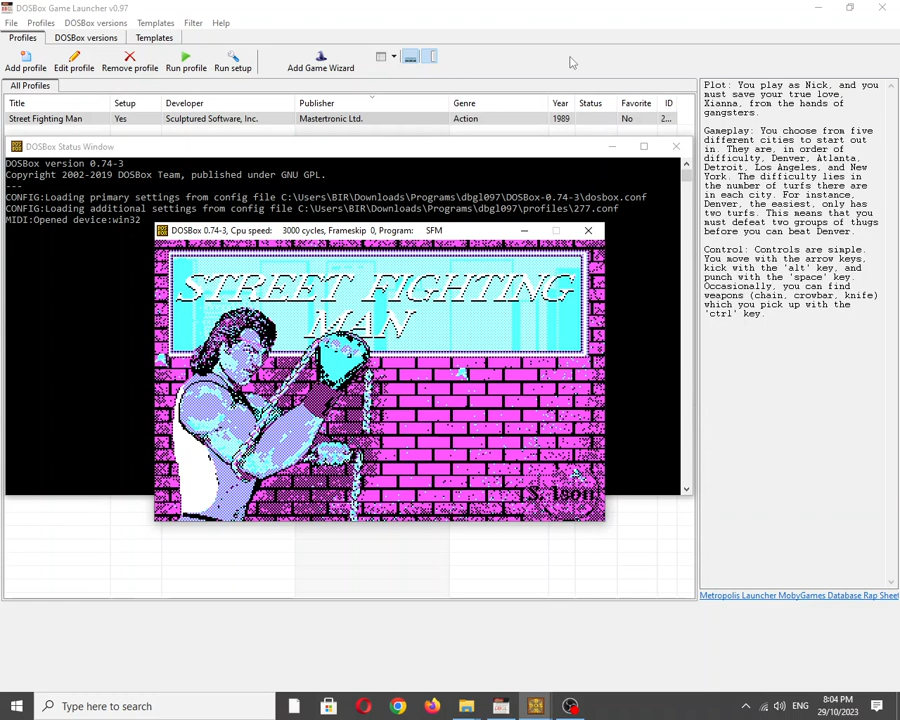 DOSBox Game Launcher v0.97
File Profiles DOSBox versions Templates Filter Help
Profiles DOSBox versions Templates
Add profile Edit profile Remove profile Run profile Run setup Add Game Wizard
All Profiles
Title Setup Developer Publisher Genre Year Status Favorite ID
Street Fighting Man Yes Sculptured Software, Inc. Mastertronic Ltd. Action 1989 No 2...
DOSBox Status Window
DOSBox version 0.74-3
Copyright 2002-2019 DOSBox Team, published under GNU GPL.
---
CONFIG:Loading primary settings from config file C:\Users\BIR\Downloads\Programs\dbgl097\DOSBox-0.74-3\dosbox.conf
CONFIG:Loading additional settings from config file C:\Users\BIR\Downloads\Programs\dbgl097\profiles\277.conf
MIDI:Opened device:win32
DOSBox 0.74-3, Cpu speed: 3000 cycles, Frameskip 0, Program: SFM
STREET FIGHTING
MAN
Plot: You play as Nick, and you
must save your true love,
Xianna, from the hands of
gangsters.
Gameplay: You choose from five
different cities to start out
in. They are, in order of
difficulty, Denver, Atlanta,
Detroit, Los Angeles, and New
York. The difficulty lies in
the number of turfs there are
in each city. For instance,
Denver, the easiest, only has
two turfs. This means that you
must defeat two groups of thugs
before you can beat Denver.
Control: Controls are simple.
You move with the arrow keys,
kick with the 'alt' key, and
punch with the 'space' key.
Occasionally, you can find
weapons (chain, crowbar, knife)
which you pick up with the
'ctrl' key.
Metropolis Launcher MobyGames Database Rap Sheet
Type here to search
ENG
8:04 PM
29/10/2023